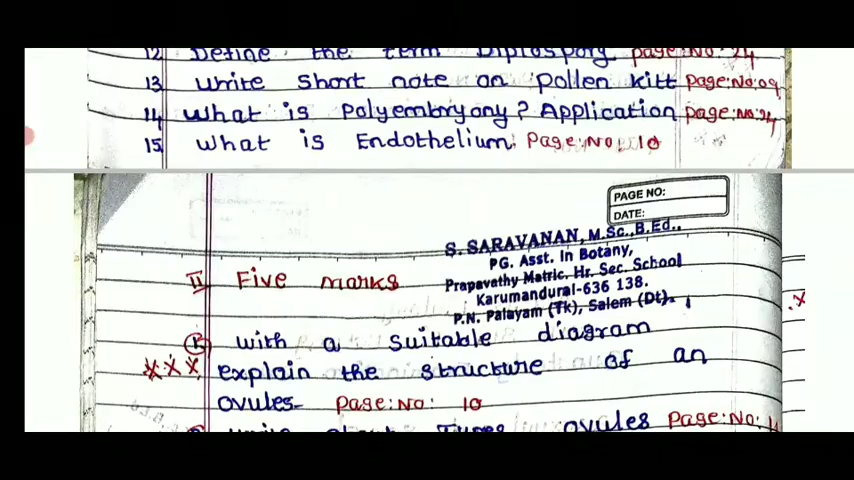 12 Define the term Diplospory page No: 24
13 write short note on pollen kitt Page:No:09
14 What is Polyembryony? Application page:No:24
15 What is Endothelium. Page:No: 10
PAGE NO:
DATE:
S. SARAVANAN, M.Sc.,B.Ed.,
PG. Asst. In Botany,
Prapavathy Matric. Hr. Sec. School
Karumandurai-636 138.
P.N. Palayam (Tk), Salem (Dt).
II Five marks
1. with a suitable diagram
*** explain the structure of an
ovules- Page:No: 10
Types ovules Page:No: